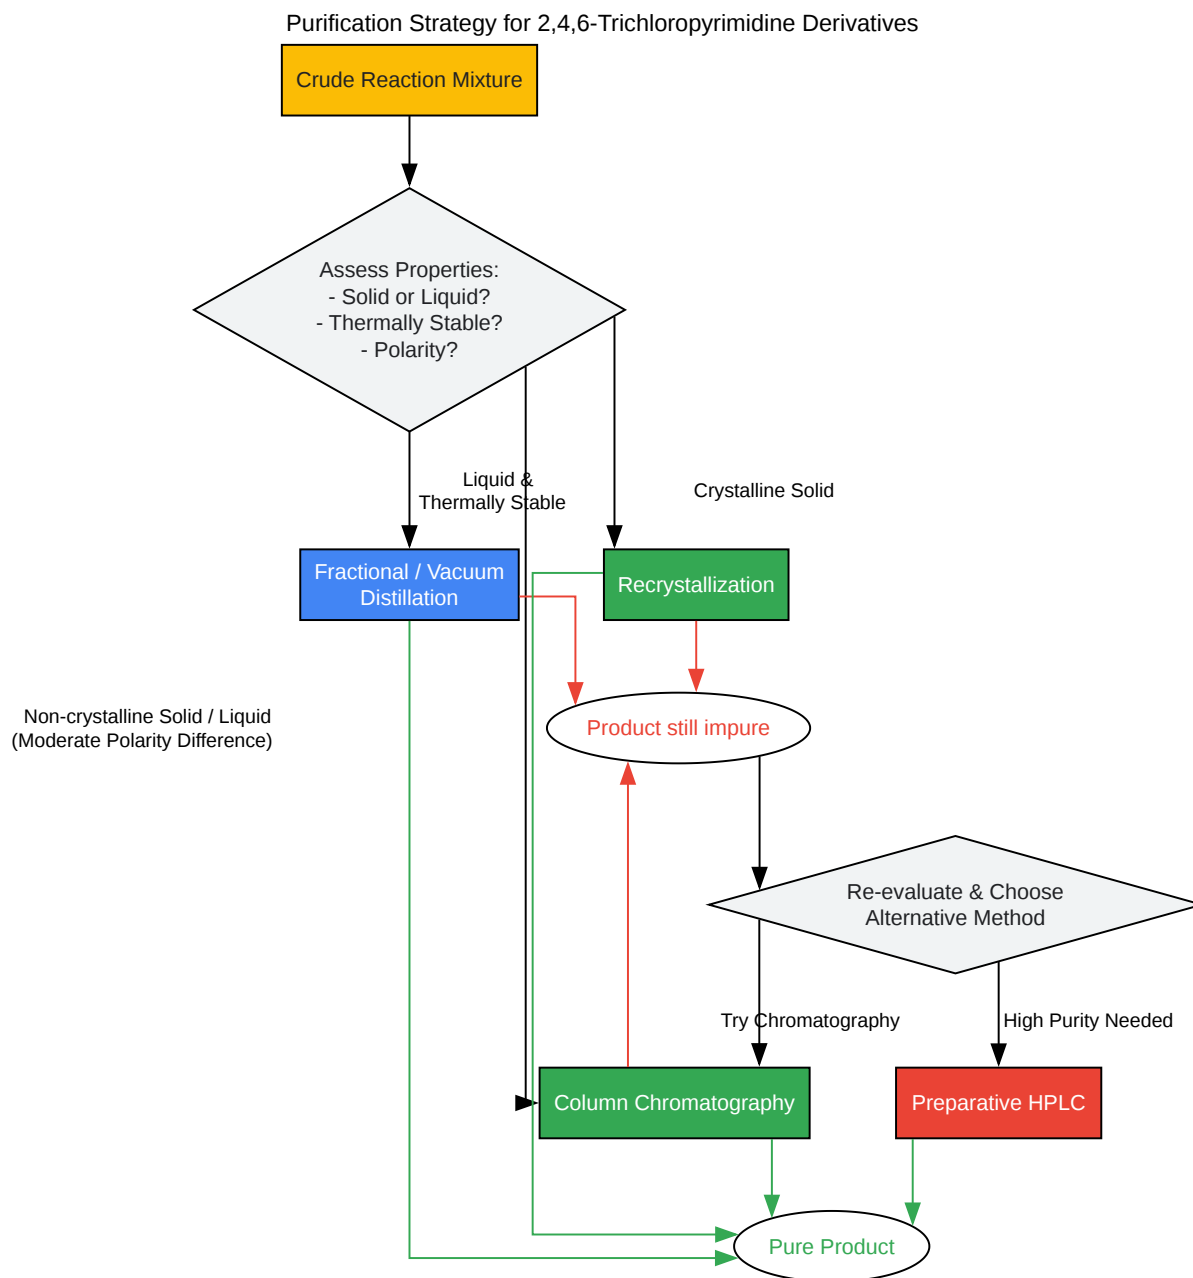 Purification Strategy for 2,4,6-Trichloropyrimidine Derivatives
Crude Reaction Mixture
Assess Properties:
- Solid or Liquid?
- Thermally Stable?
- Polarity?
Liquid &
Thermally Stable
Crystalline Solid
Fractional / Vacuum
Distillation
Recrystallization
Non-crystalline Solid / Liquid
(Moderate Polarity Difference)
Product still impure
Re-evaluate & Choose
Alternative Method
Try Chromatography
High Purity Needed
Column Chromatography
Preparative HPLC
Pure Product